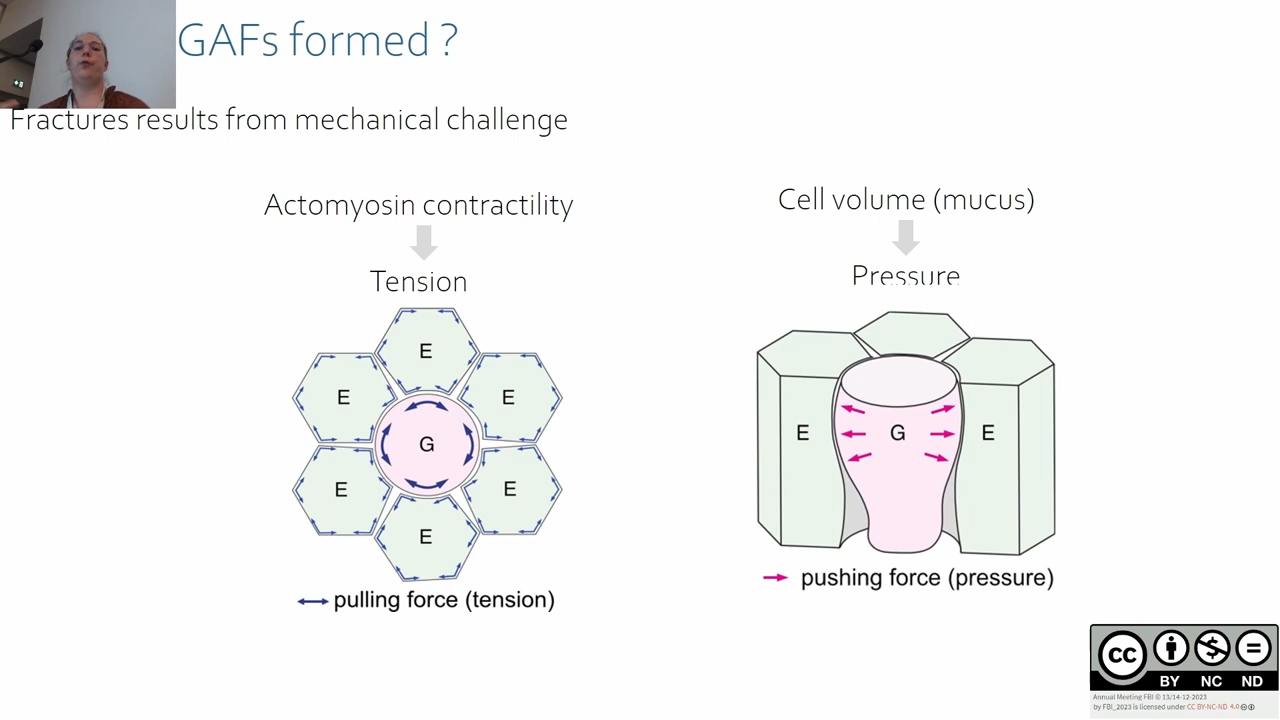 GAFs formed ?
Fractures results from mechanical challenge
Actomyosin contractility
Cell volume (mucus)
Tension
Pressure
E
E
E
G
E
E
E
pulling force (tension)
E
G
E
pushing force (pressure)
CC
BY NC ND
Annual Meeting FBI © 13/14-12-2023
by FBI_2023 is licensed under CC BY-NC-ND 4.0